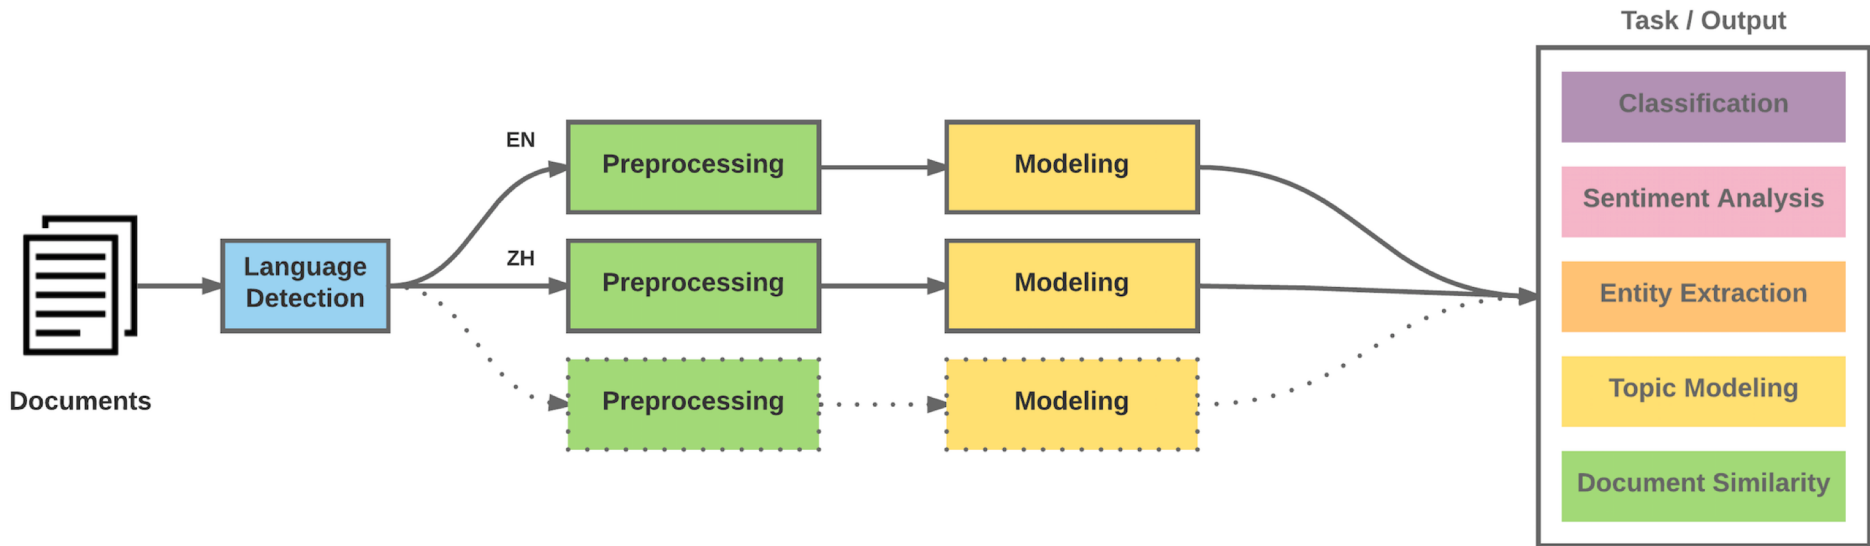 Task / Output
Classification
EN
Preprocessing
Modeling
Sentiment Analysis
ZH
Language
Detection
Preprocessing
Modeling
Entity Extraction
Documents
Preprocessing
Modeling
Topic Modeling
Document Similarity